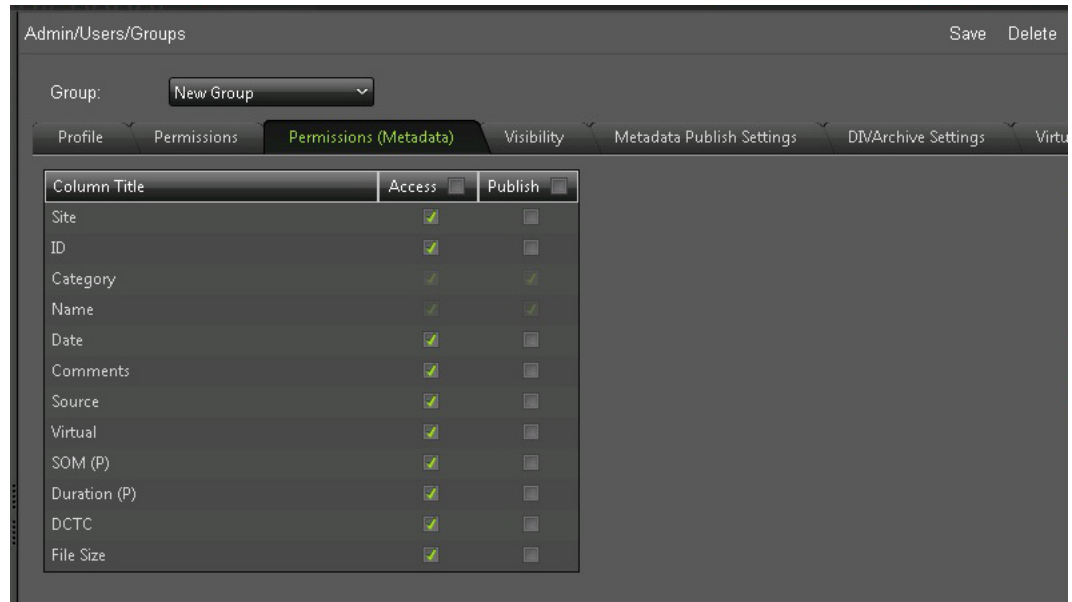 Admin/Users/Groups Save Delete
Group: New Group
Profile Permissions Permissions (Metadata) Visibility Metadata Publish Settings DIVArchive Settings Virtu
Column Title Access Publish
Site
ID
Category
Name
Date
Comments
Source
Virtual
SOM (P)
Duration (P)
DCTC
File Size